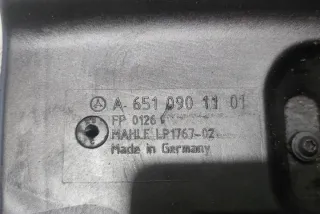 A 651 090 11 01
FP 0126
MAHLE LP1767-02
Made in Germany